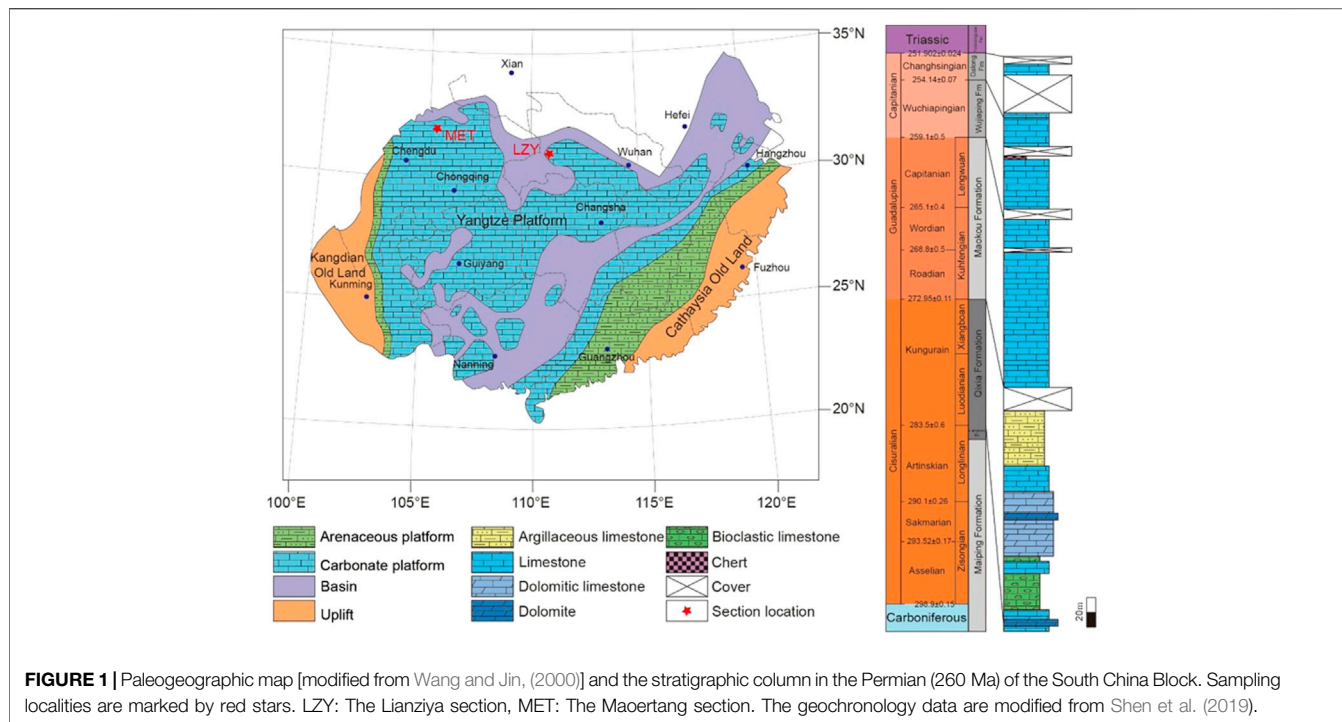 35°N
30°N
25°N
20°N
100°E
105°E
110°E
115°E
120°E
Xian
Hefei
MET
LZY
Wuhan
Hangzhou
Chengdu
Chongqing
Changsha
Yangtze Platform
Kangdian
Old Land
Kunming
Guiyang
Cathaysia Old Land
Fuzhou
Nanning
Guangzhou
Arenaceous platform
Carbonate platform
Basin
Uplift
Argillaceous limestone
Limestone
Dolomitic limestone
Dolomite
Bioclastic limestone
Chert
Cover
Section location
Triassic
251.902±0.024
Capitanian
Changhsingian
Dalong Fm
254.14±0.07
Wuchiapingian
Wujiaping Fm
259.1±0.5
Guadalupian
Capitanian
Lengwuan
265.1±0.4
Maokou Formation
Wordian
Kuhfengian
268.8±0.5
Roadian
272.95±0.11
Cisuralian
Kungurain
Xiangboan
Qixia Formation
Luodianian
283.5±0.6
Artinskian
Longlinian
290.1±0.26
Sakmarian
293.52±0.17
Zisongian
Asselian
Maiping Formation
298.9±0.15
Carboniferous
20m
FIGURE 1 | Paleogeographic map [modified from Wang and Jin, (2000)] and the stratigraphic column in the Permian (260 Ma) of the South China Block. Sampling
localities are marked by red stars. LZY: The Lianziya section, MET: The Maoertang section. The geochronology data are modified from Shen et al. (2019).